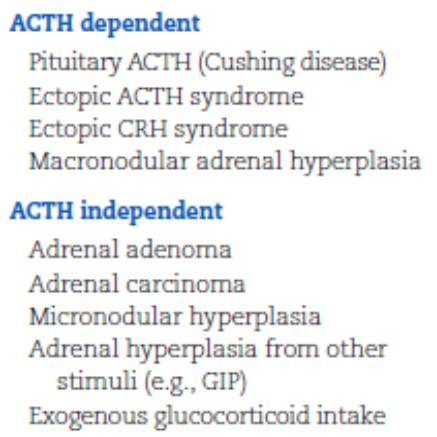 ACTH dependent
Pituitary ACTH (Cushing disease)
Ectopic ACTH syndrome
Ectopic CRH syndrome
Macronodular adrenal hyperplasia
ACTH independent
Adrenal adenoma
Adrenal carcinoma
Micronodular hyperplasia
Adrenal hyperplasia from other
stimuli (e.g., GIP)
Exogenous glucocorticoid intake